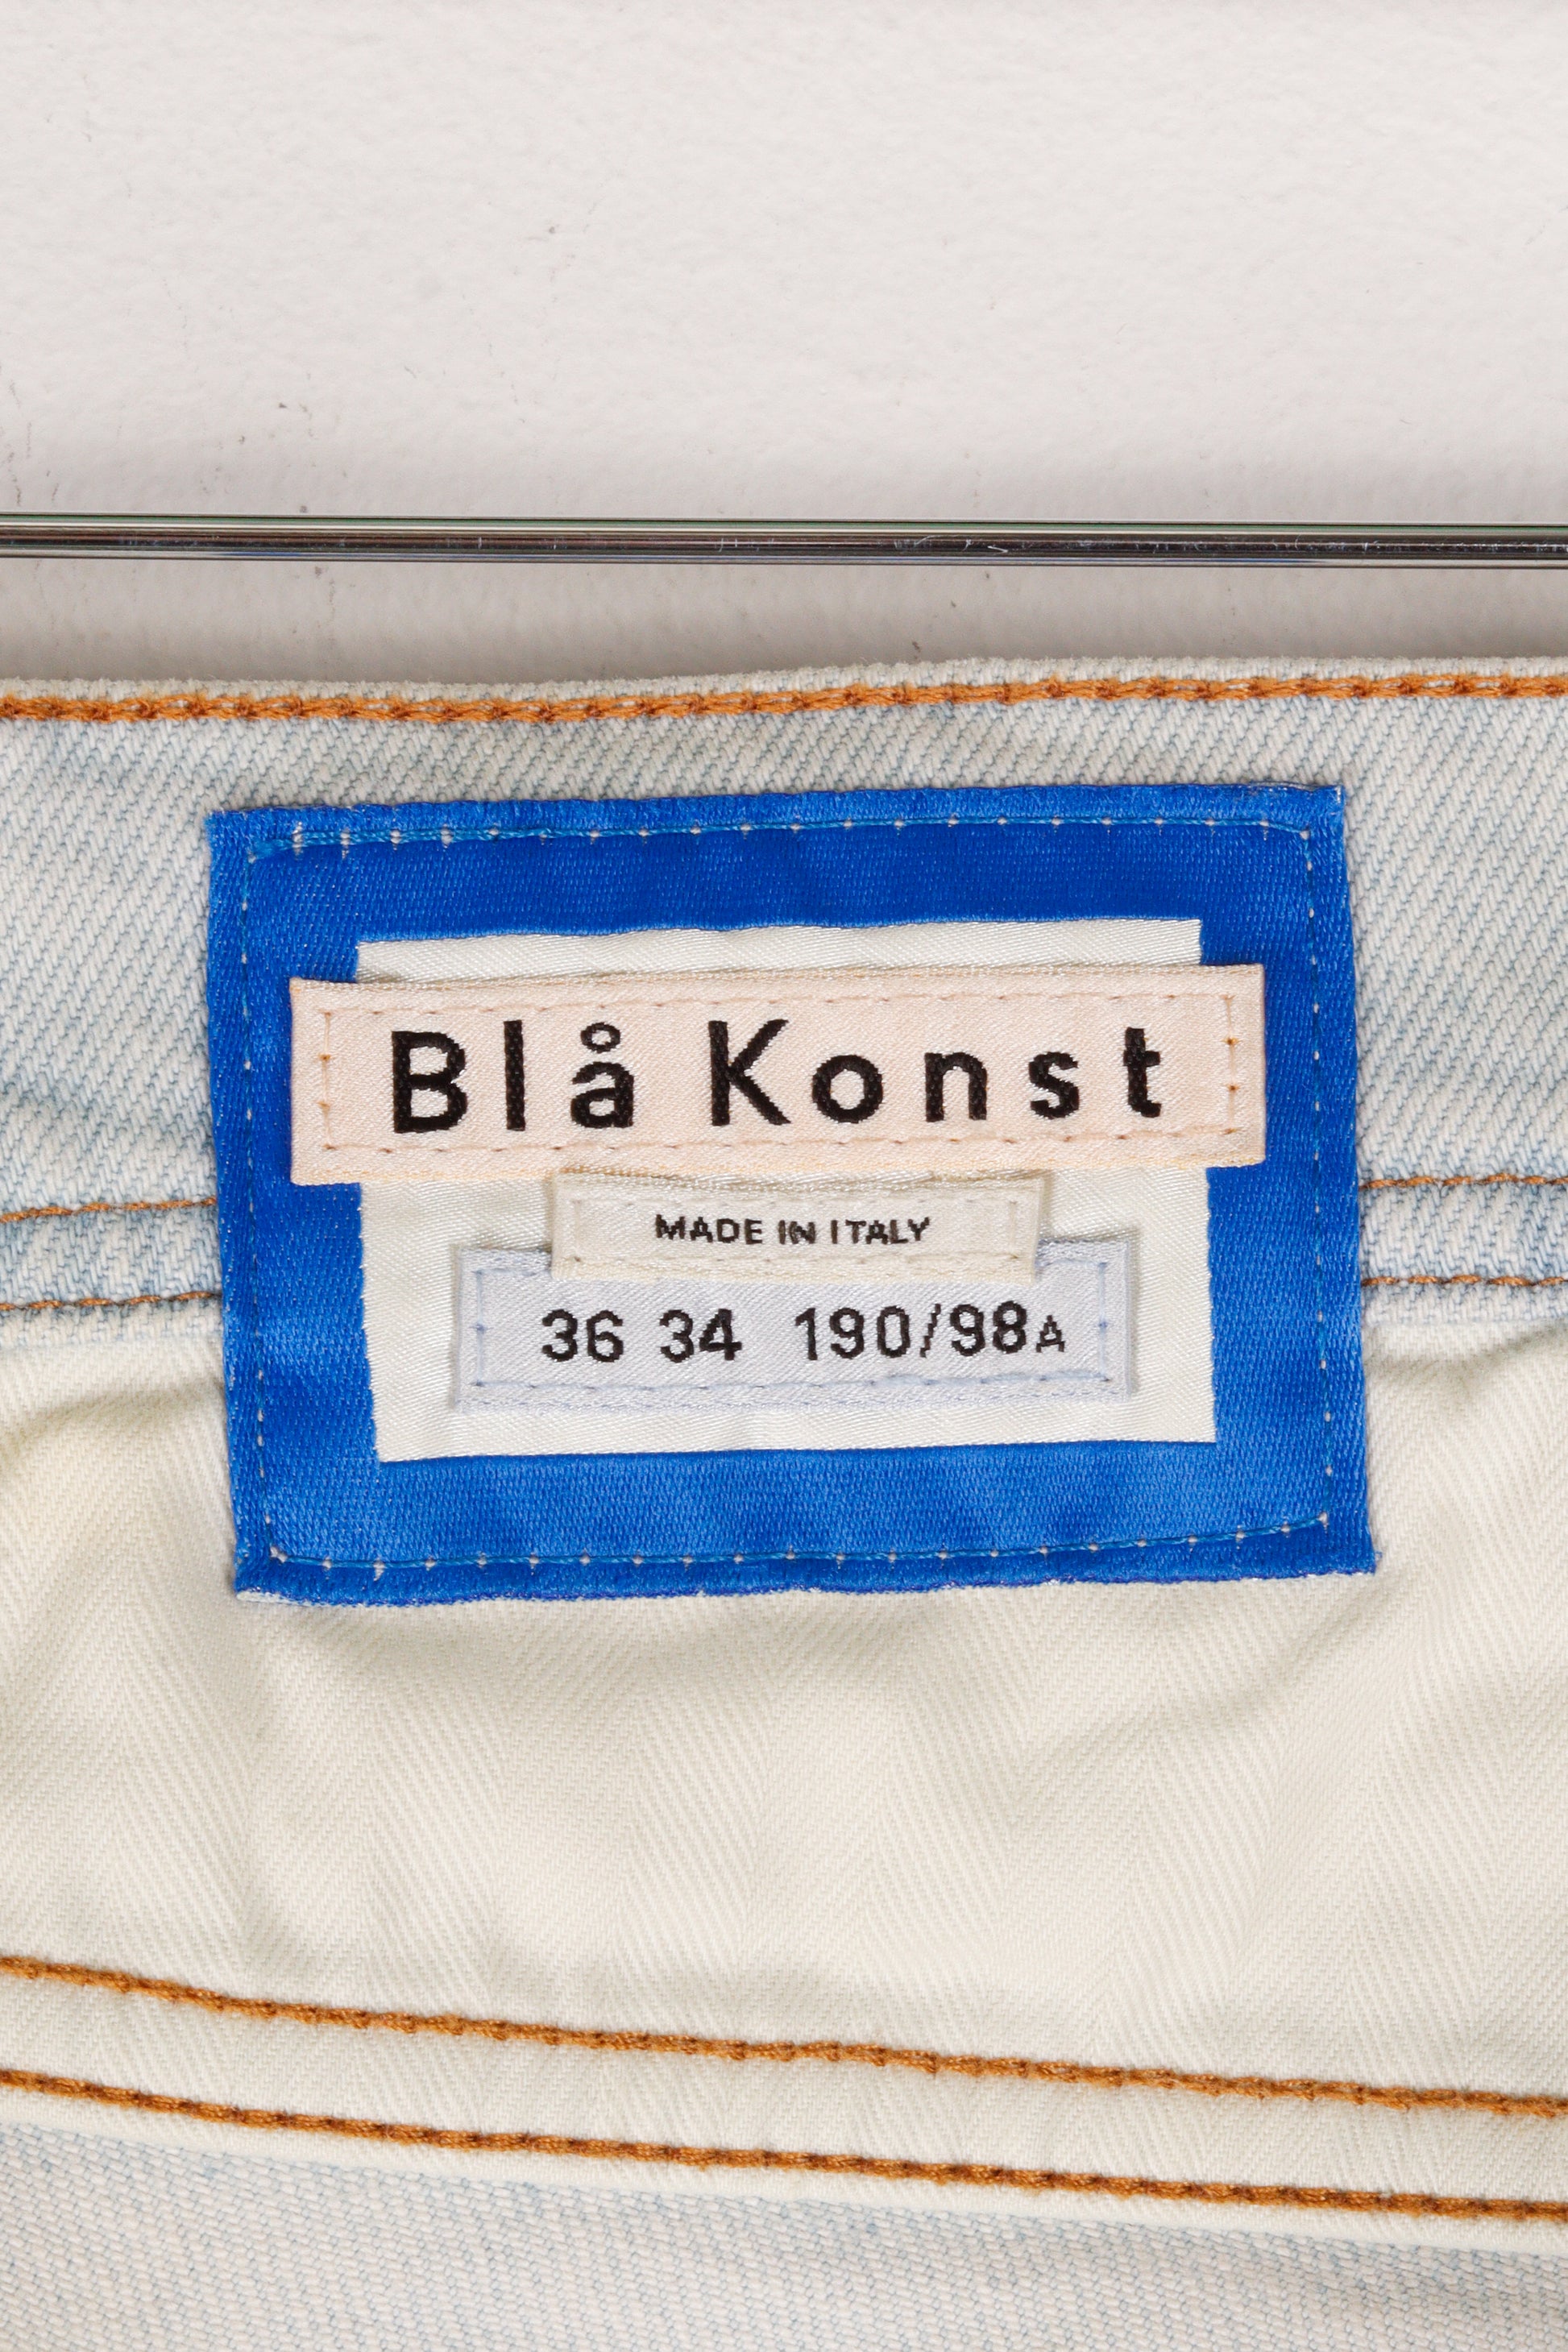 Blå Konst
MADE IN ITALY
36 34 190/98A